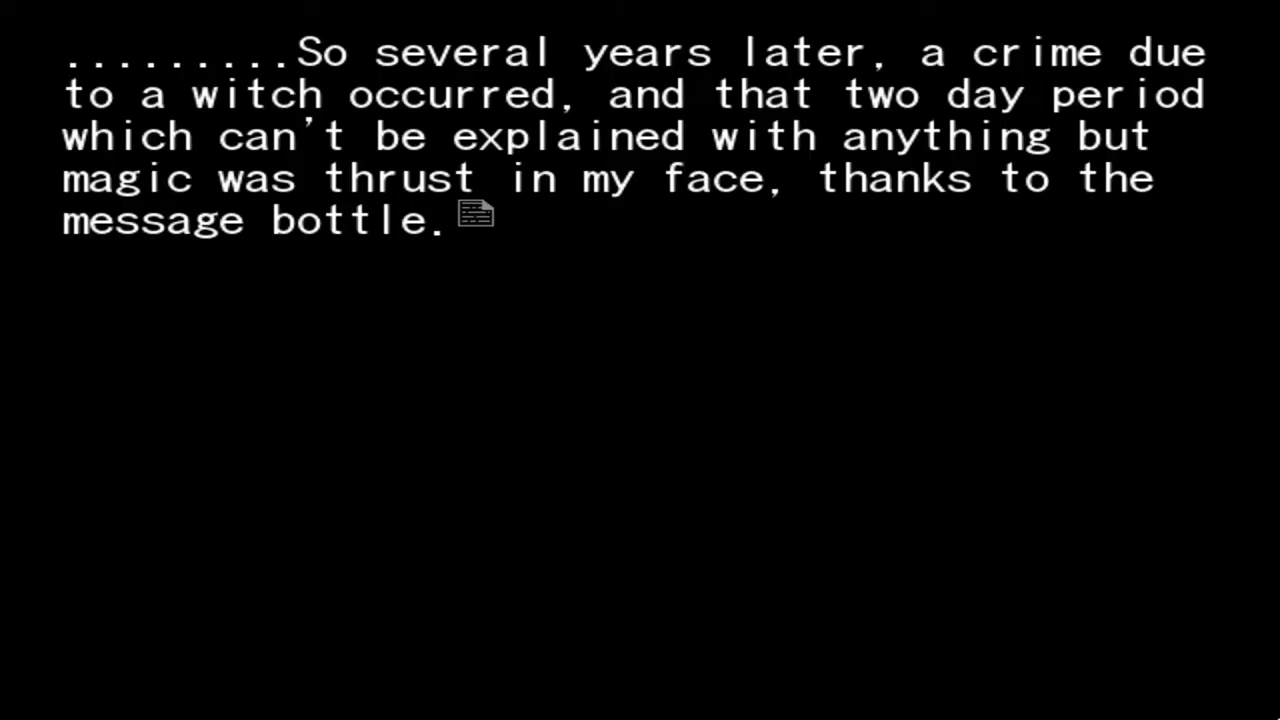 .........So several years later, a crime due
to a witch occurred, and that two day period
which can't be explained with anything but
magic was thrust in my face, thanks to the
message bottle.